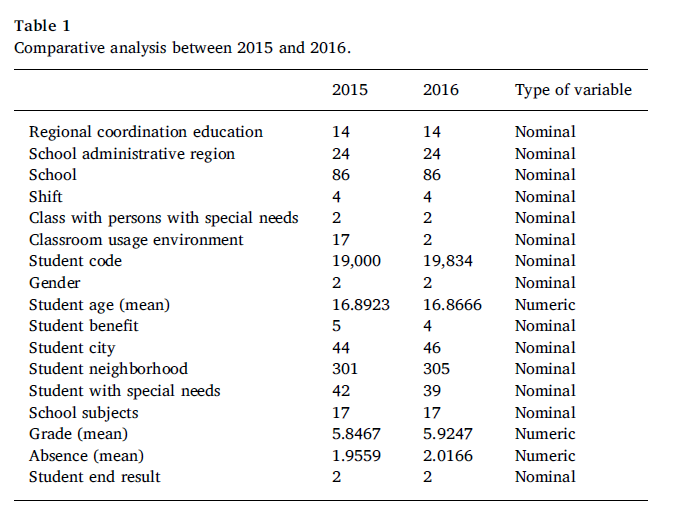 Table 1
Comparative analysis between 2015 and 2016.
2015 2016 Type of variable
Regional coordination education 14 14 Nominal
School administrative region 24 24 Nominal
School 86 86 Nominal
Shift 4 4 Nominal
Class with persons with special needs 2 2 Nominal
Classroom usage environment 17 2 Nominal
Student code 19,000 19,834 Nominal
Gender 2 2 Nominal
Student age (mean) 16.8923 16.8666 Numeric
Student benefit 5 4 Nominal
Student city 44 46 Nominal
Student neighborhood 301 305 Nominal
Student with special needs 42 39 Nominal
School subjects 17 17 Nominal
Grade (mean) 5.8467 5.9247 Numeric
Absence (mean) 1.9559 2.0166 Numeric
Student end result 2 2 Nominal